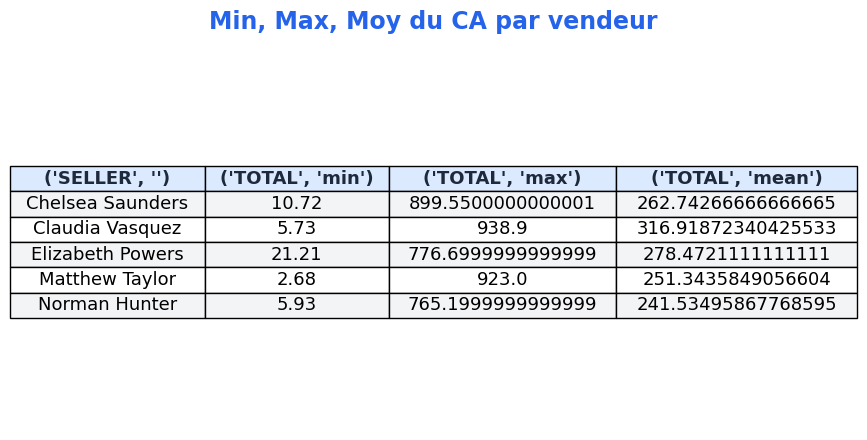 Min, Max, Moy du CA par vendeur
('SELLER', '') ('TOTAL', 'min') ('TOTAL', 'max') ('TOTAL', 'mean')
Chelsea Saunders 10.72 899.5500000000001 262.74266666666665
Claudia Vasquez 5.73 938.9 316.91872340425533
Elizabeth Powers 21.21 776.6999999999999 278.4721111111111
Matthew Taylor 2.68 923.0 251.3435849056604
Norman Hunter 5.93 765.1999999999999 241.53495867768595